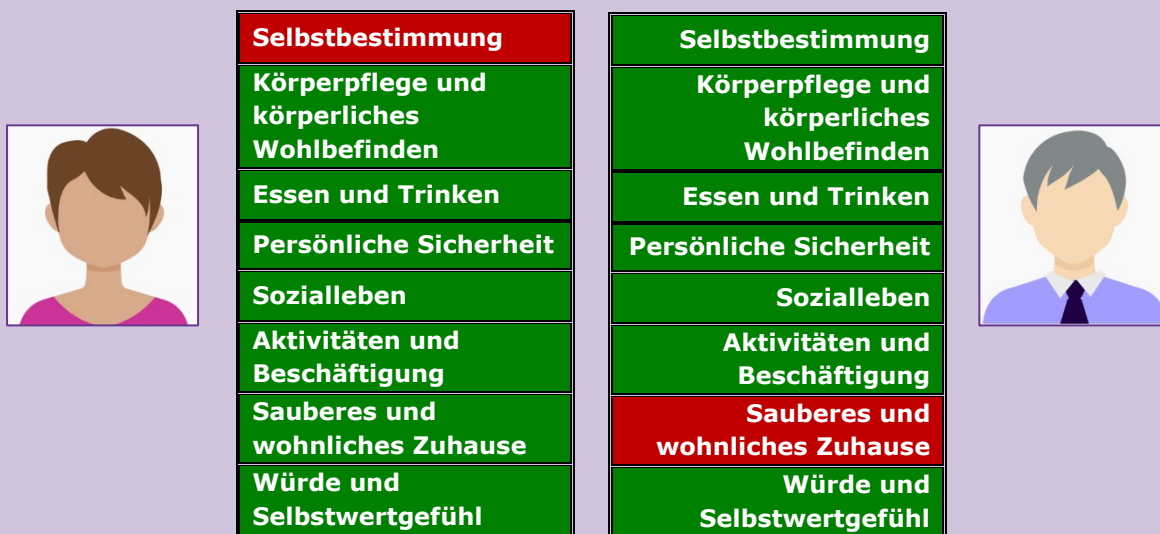 Selbstbestimmung
Körperpflege und
körperliches
Wohlbefinden
Essen und Trinken
Persönliche Sicherheit
Sozialleben
Aktivitäten und
Beschäftigung
Sauberes und
wohnliches Zuhause
Würde und
Selbstwertgefühl
Selbstbestimmung
Körperpflege und
körperliches
Wohlbefinden
Essen und Trinken
Persönliche Sicherheit
Sozialleben
Aktivitäten und
Beschäftigung
Sauberes und
wohnliches Zuhause
Würde und
Selbstwertgefühl